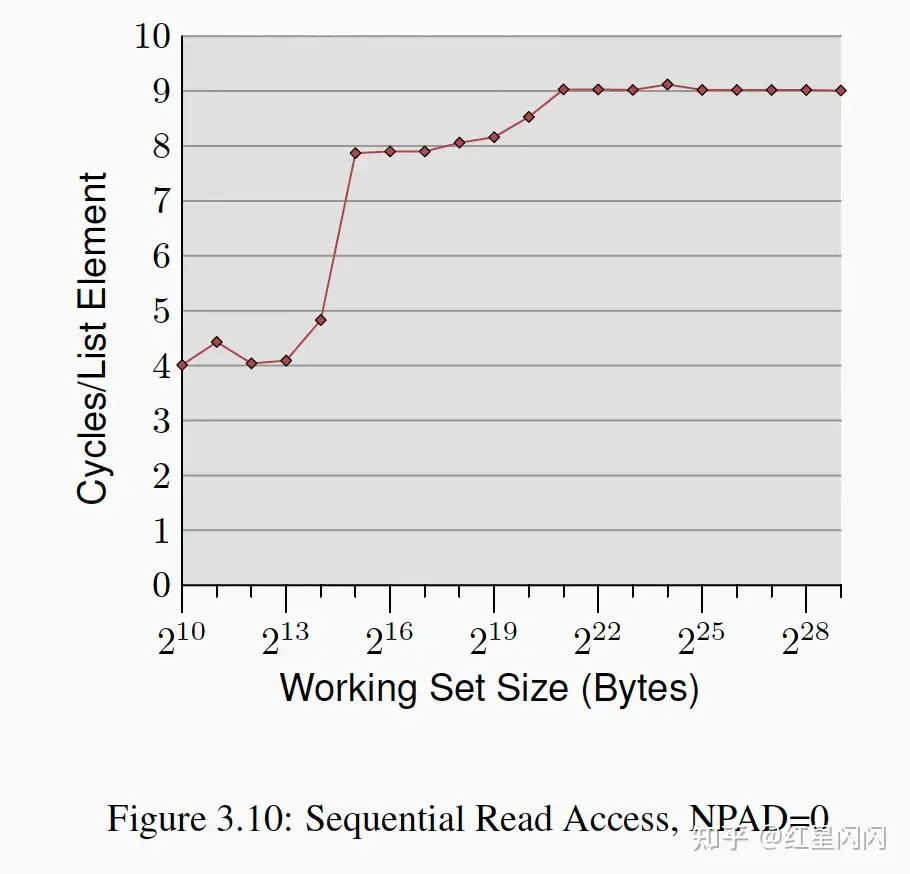 10
9
8
7
6
5
4
3
2
1
0
Cycles/List Element
2^10 2^13 2^16 2^19 2^22 2^25 2^28
Working Set Size (Bytes)
Figure 3.10: Sequential Read Access, NPAD=0
知乎 @红星闪闪